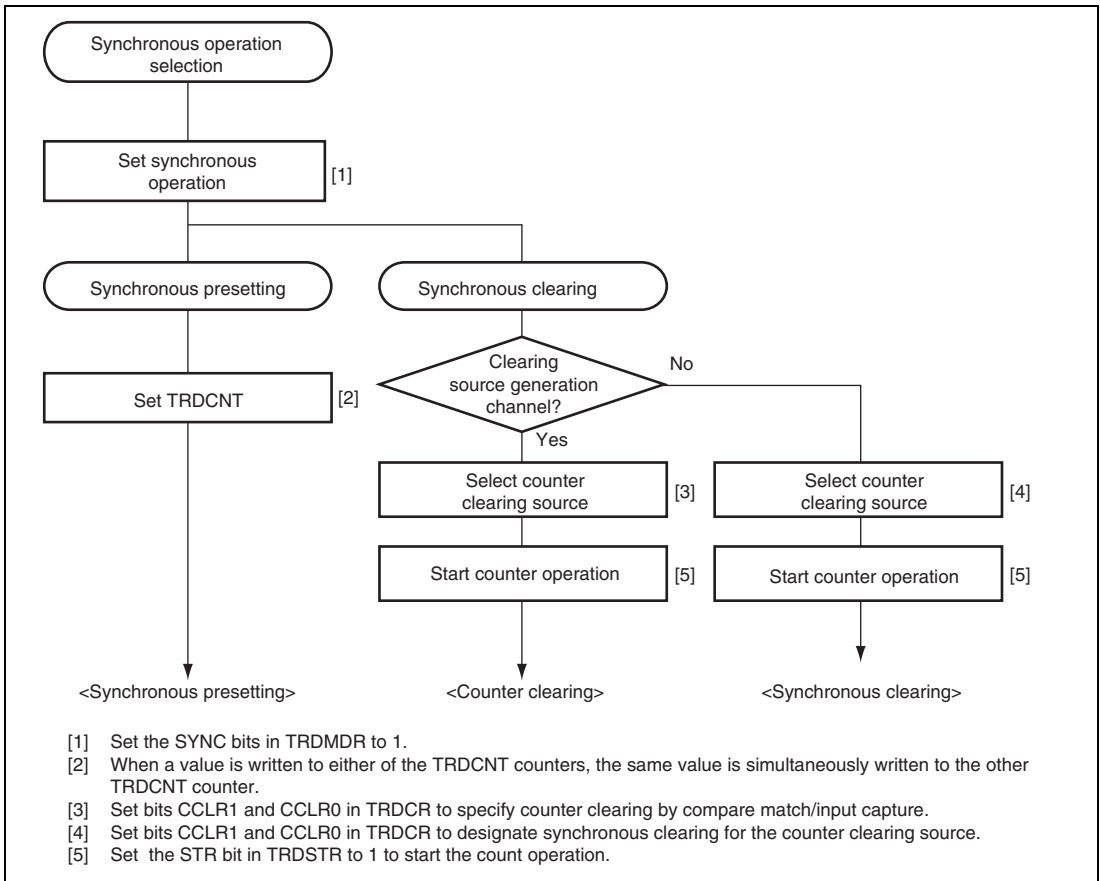 Synchronous operation
selection
Set synchronous
operation
[1]
Synchronous presetting
Synchronous clearing
Set TRDCNT
[2]
Clearing
source generation
channel?
No
Yes
Select counter
clearing source
[3]
Select counter
clearing source
[4]
Start counter operation
[5]
Start counter operation
[5]
<Synchronous presetting>
<Counter clearing>
<Synchronous clearing>
[1] Set the SYNC bits in TRDMDR to 1.
[2] When a value is written to either of the TRDCNT counters, the same value is simultaneously written to the other
TRDCNT counter.
[3] Set bits CCLR1 and CCLR0 in TRDCR to specify counter clearing by compare match/input capture.
[4] Set bits CCLR1 and CCLR0 in TRDCR to designate synchronous clearing for the counter clearing source.
[5] Set the STR bit in TRDSTR to 1 to start the count operation.